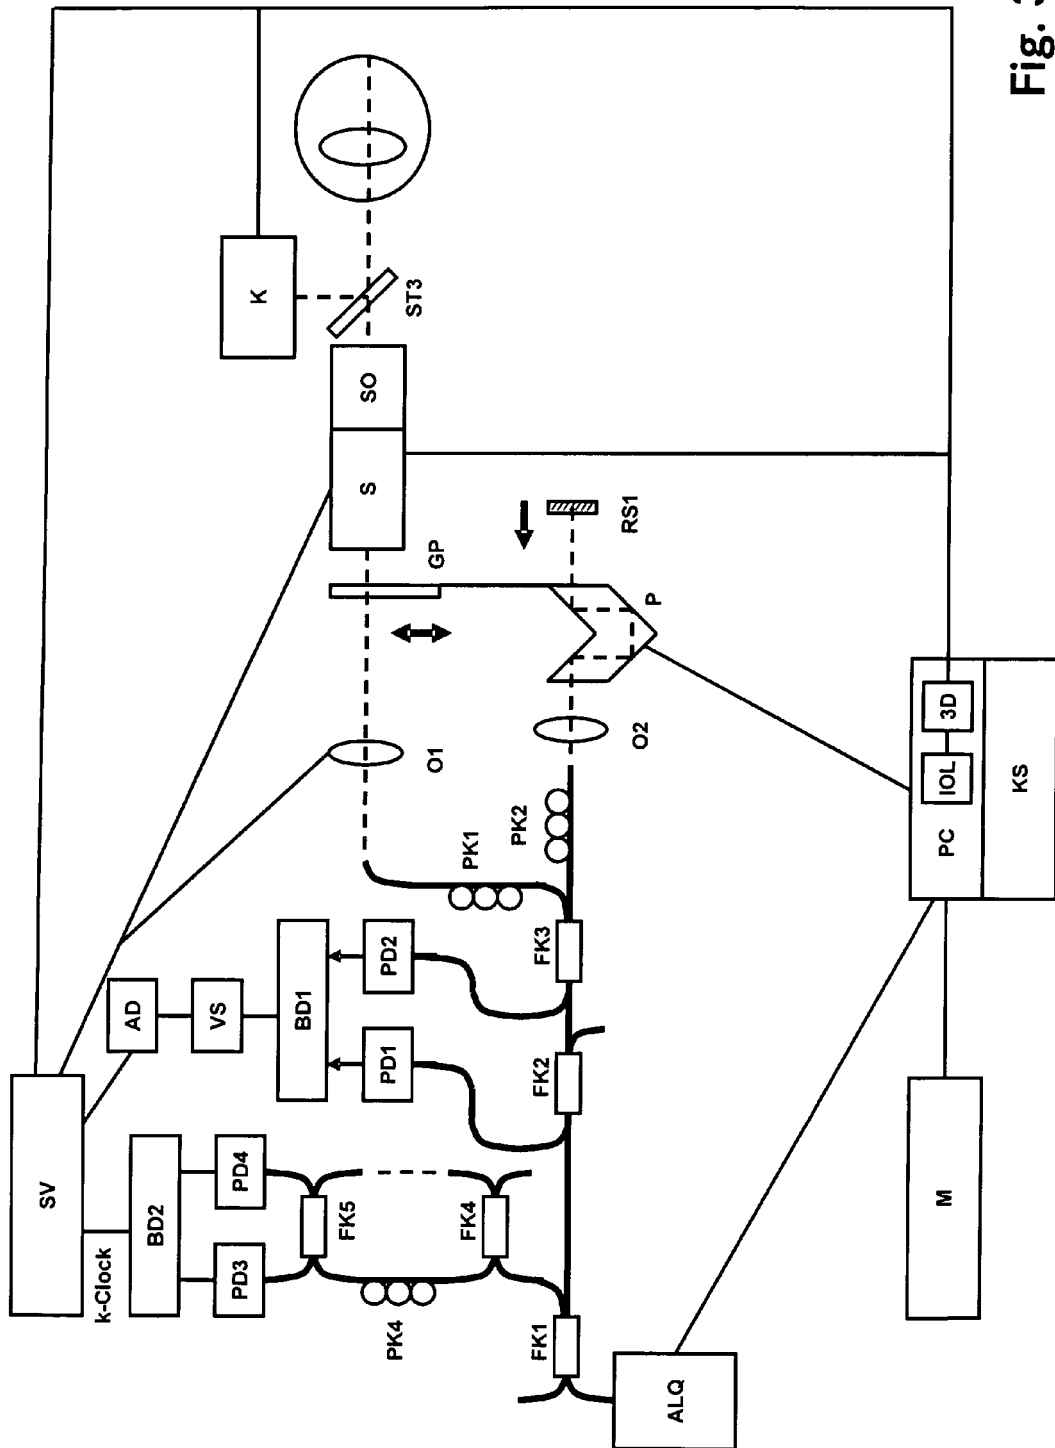 SV
k-Clock
BD2
PD3
PD4
AD
VS
BD1
PD1
PD2
FK5
FK4
PK4
FK1
FK2
FK3
ALQ
PK1
PK2
O1
O2
GP
P
RS1
S
SO
ST3
K
M
PC
IOL
3D
KS
Fig.